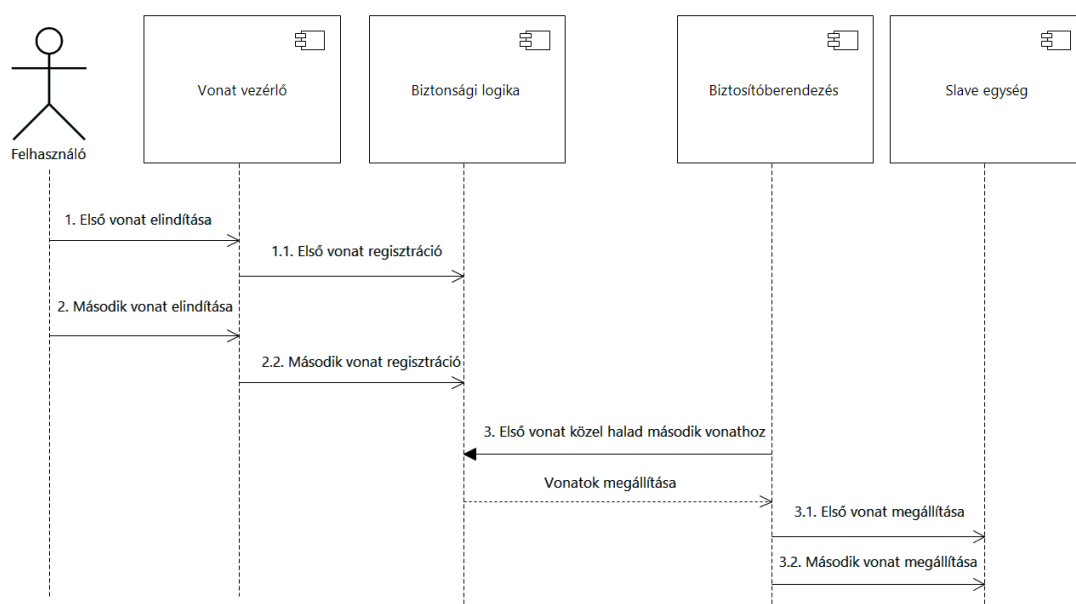 Vonat vezérlő
Biztonsági logika
Biztosítóberendezés
Slave egység
Felhasználó
1. Első vonat elindítása
1.1. Első vonat regisztráció
2. Második vonat elindítása
2.2. Második vonat regisztráció
3. Első vonat közel halad második vonathoz
Vonatok megállítása
3.1. Első vonat megállítása
3.2. Második vonat megállítása